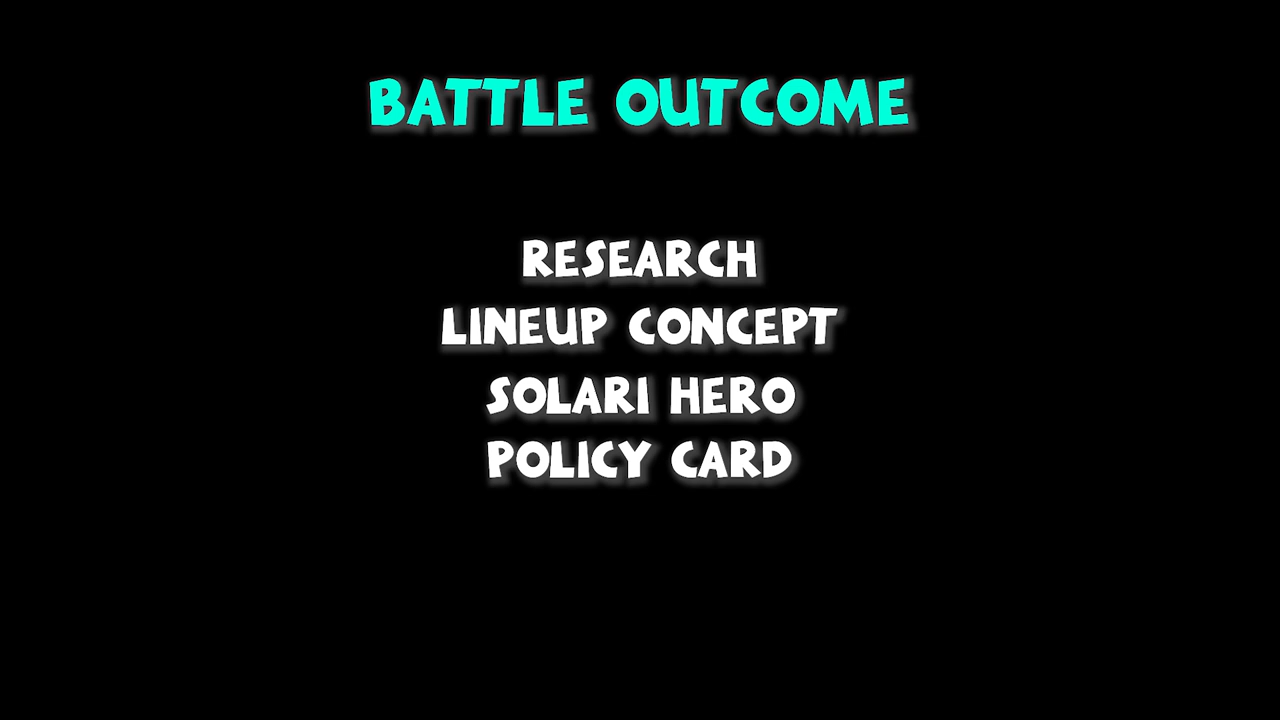 BATTLE OUTCOME
RESEARCH
LINEUP CONCEPT
SOLARI HERO
POLICY CARD